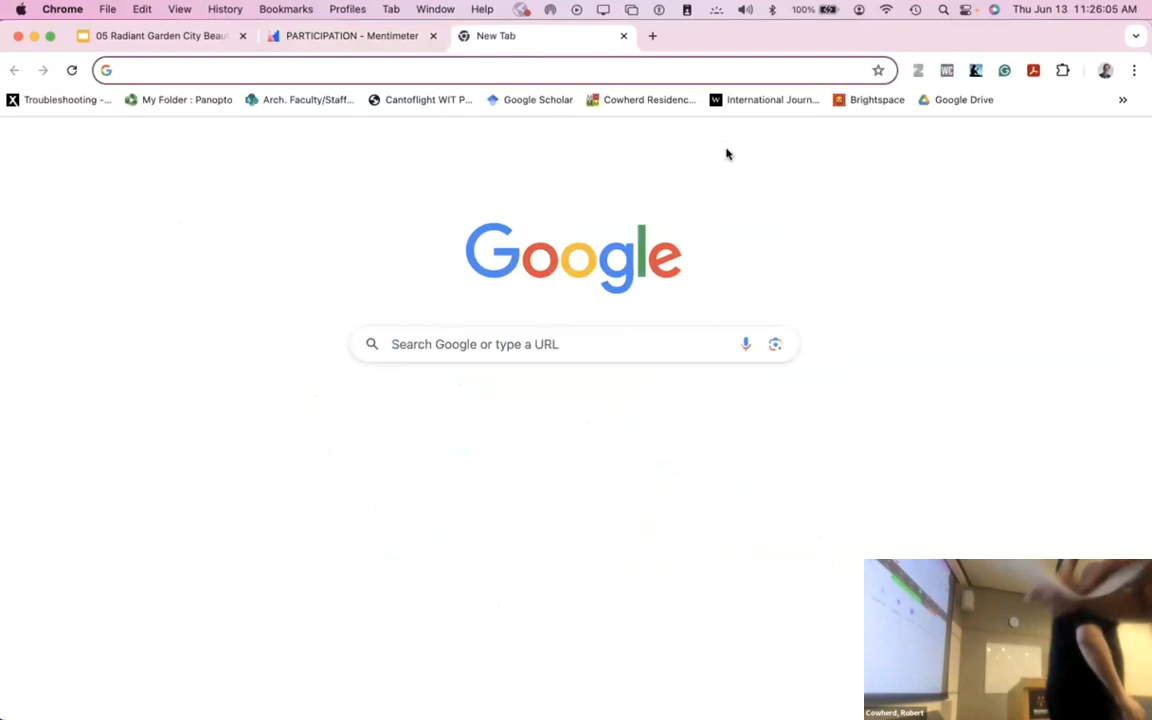 Chrome File Edit View History Bookmarks Profiles Tab Window Help 100% Thu Jun 13 11:26:05 AM
05 Radiant Garden City Beau PARTICIPATION - Mentimeter New Tab
Troubleshooting -... My Folder : Panopto Arch. Faculty/Staff... Cantoflight WIT P... Google Scholar Cowherd Residenc... International Journ... Brightspace Google Drive
Google
Search Google or type a URL
Cowherd, Robert